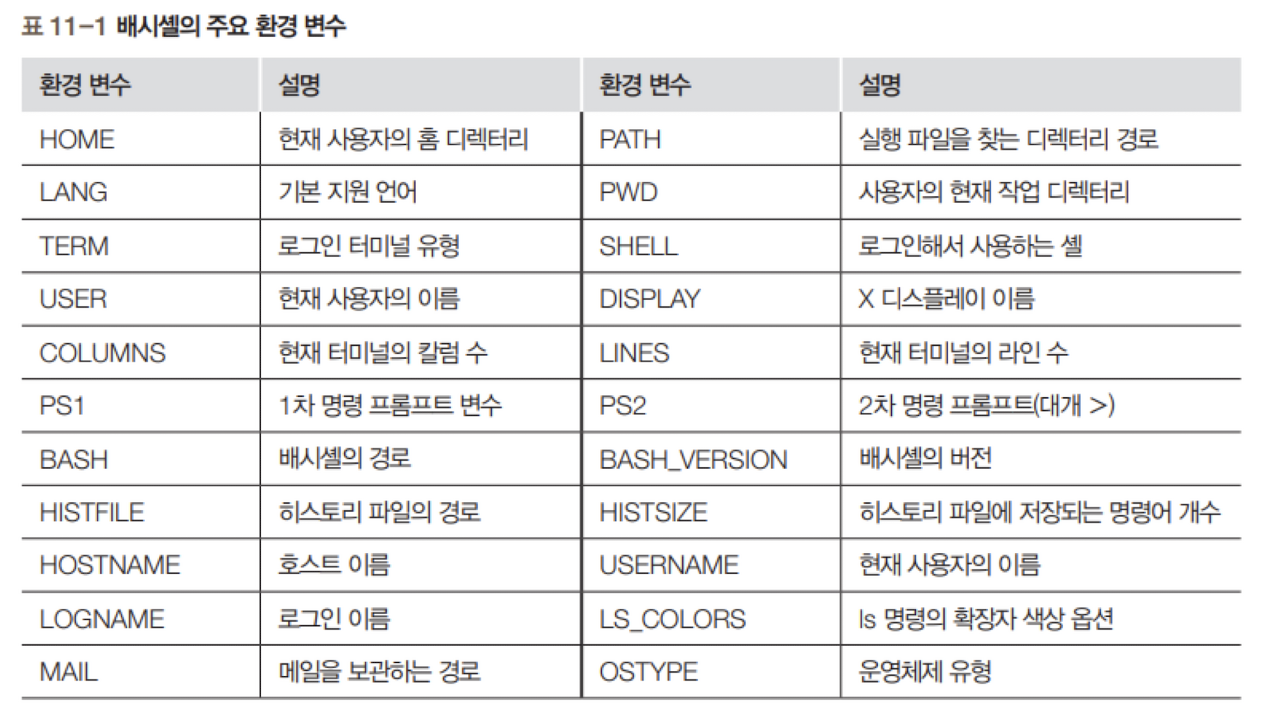 표 11-1 배시셸의 주요 환경 변수
환경 변수 설명 환경 변수 설명
HOME 현재 사용자의 홈 디렉터리 PATH 실행 파일을 찾는 디렉터리 경로
LANG 기본 지원 언어 PWD 사용자의 현재 작업 디렉터리
TERM 로그인 터미널 유형 SHELL 로그인해서 사용하는 셸
USER 현재 사용자의 이름 DISPLAY X 디스플레이 이름
COLUMNS 현재 터미널의 칼럼 수 LINES 현재 터미널의 라인 수
PS1 1차 명령 프롬프트 변수 PS2 2차 명령 프롬프트(대개 >)
BASH 배시셸의 경로 BASH_VERSION 배시셸의 버전
HISTFILE 히스토리 파일의 경로 HISTSIZE 히스토리 파일에 저장되는 명령어 개수
HOSTNAME 호스트 이름 USERNAME 현재 사용자의 이름
LOGNAME 로그인 이름 LS_COLORS ls 명령의 확장자 색상 옵션
MAIL 메일을 보관하는 경로 OSTYPE 운영체제 유형